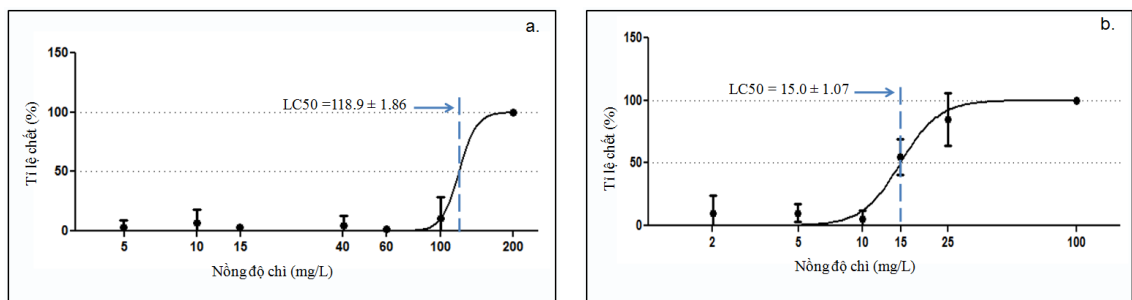 a.
150
LC50 =118.9 ± 1.86
100
50
0
Tỉ lệ chết (%)
5 10 15 40 60 100 200
Nồng độ chì (mg/L)
b.
150
LC50 = 15.0 ± 1.07
100
50
0
Tỉ lệ chết (%)
2 5 10 15 25 100
Nồng độ chì (mg/L)